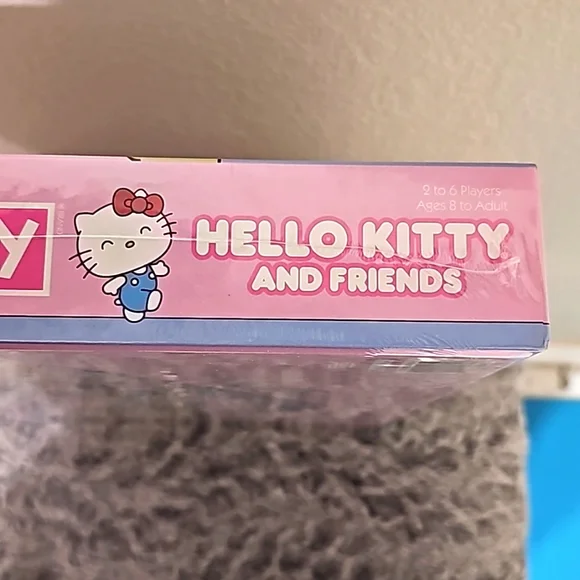 Y
HELLO KITTY
AND FRIENDS
2 to 6 Players
Ages 8 to Adult